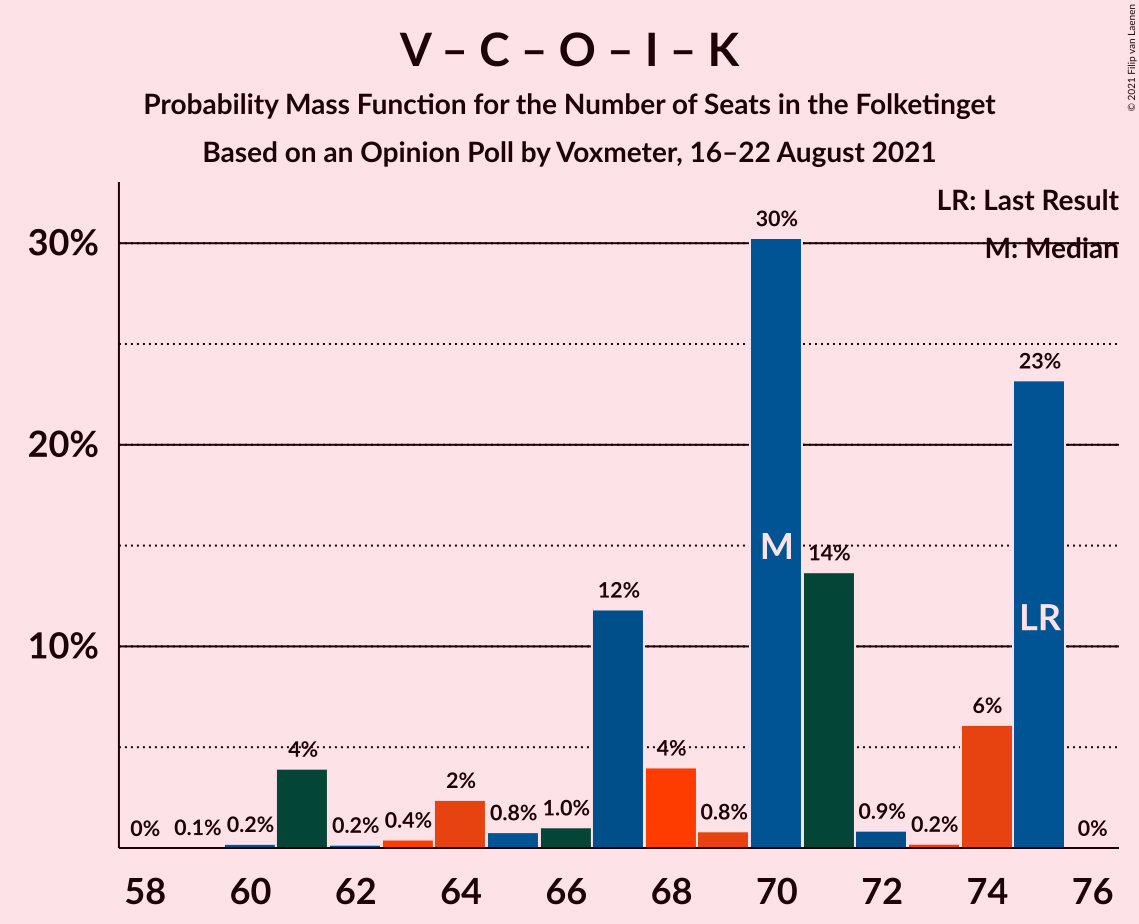 V – C – O – I – K
Probability Mass Function for the Number of Seats in the Folketinget
Based on an Opinion Poll by Voxmeter, 16–22 August 2021
© 2021 Filip van Laenen
LR: Last Result
M: Median
30%
20%
10%
0% 0.1% 0.2% 4% 0.2% 0.4% 2% 0.8% 1.0% 12% 4% 0.8% 30% 14% 0.9% 0.2% 6% 23% 0%
M
LR
58 60 62 64 66 68 70 72 74 76